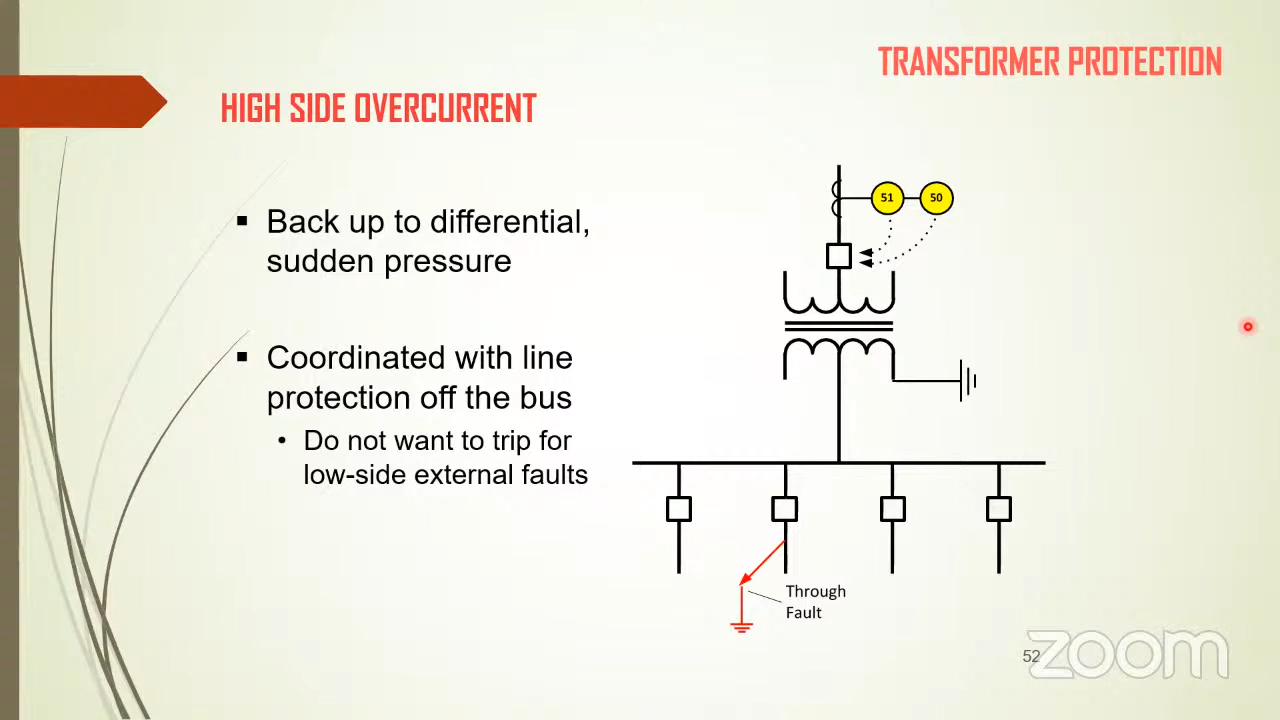 TRANSFORMER PROTECTION
HIGH SIDE OVERCURRENT
▪ Back up to differential,
sudden pressure
▪ Coordinated with line
protection off the bus
• Do not want to trip for
low-side external faults
51 50
Through
Fault
52
zoom